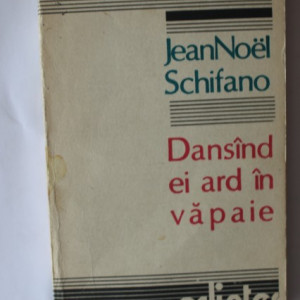 JeanNoël
Schifano
Dansînd
ei ard în
văpaie